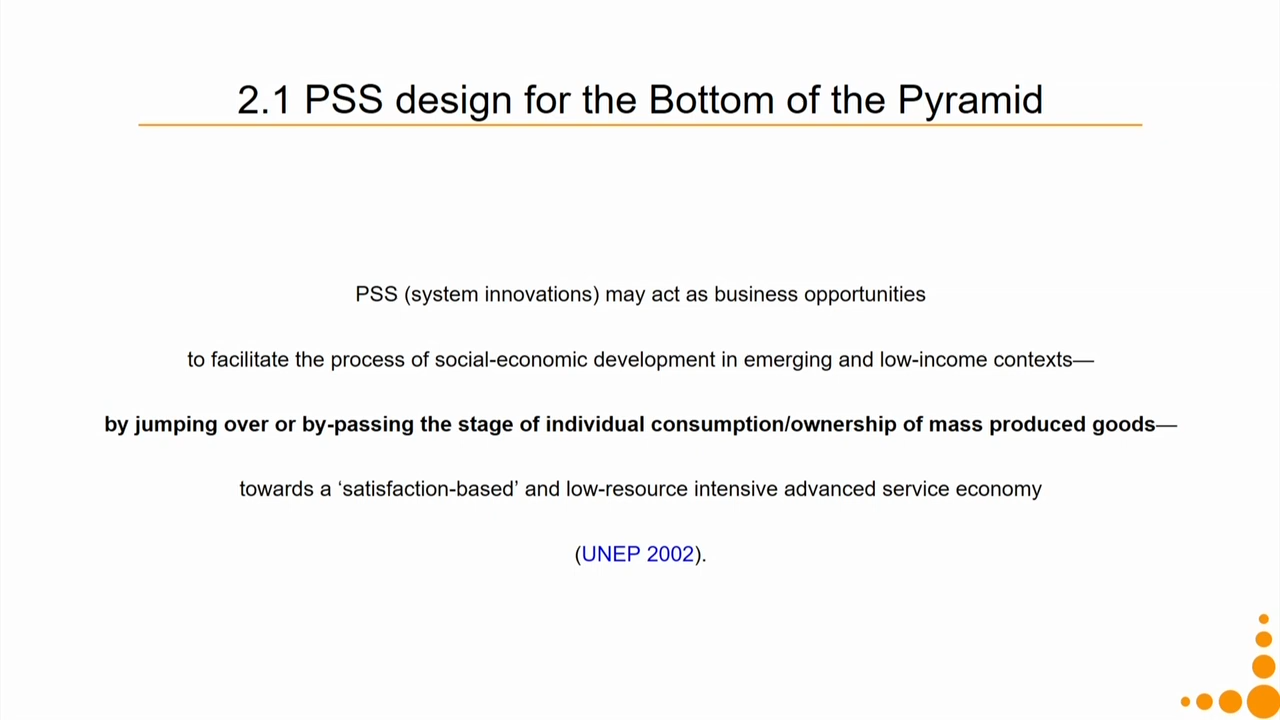 2.1 PSS design for the Bottom of the Pyramid
PSS (system innovations) may act as business opportunities
to facilitate the process of social-economic development in emerging and low-income contexts—
by jumping over or by-passing the stage of individual consumption/ownership of mass produced goods—
towards a ‘satisfaction-based’ and low-resource intensive advanced service economy
(UNEP 2002).